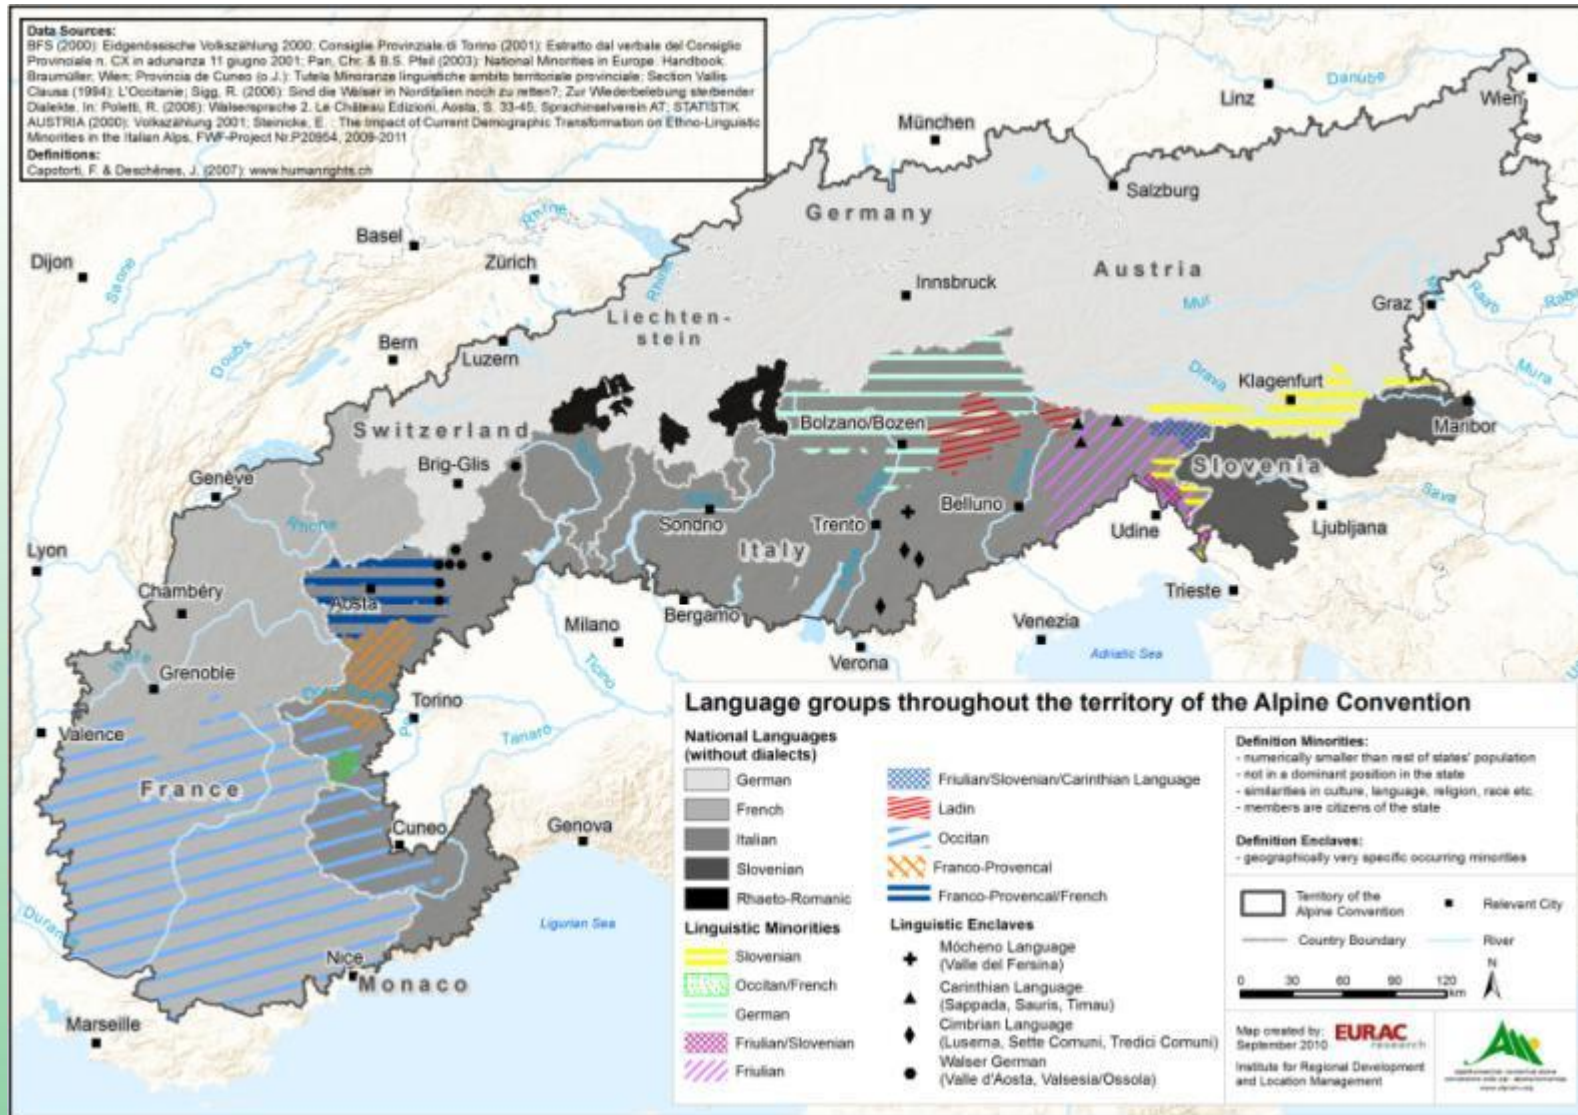 Data Sources:
BFS (2000): Eidgenössische Volkszählung 2000; Consiglie Provinziale di Torino (2001): Estratto dal verbale del Consiglio
Provinciale n. CX in adunanza 11 giugno 2001; Pan, Chr. & B.S. Pfeil (2003): National Minorities in Europe. Handbook.
Braumüller, Wien; Provincia de Cuneo (o.J.): Tutela Minoranze linguistiche ambito territoriale provinciale; Section Vallis
Clausa (1994): L'Occitanie; Sigg, R. (2006): Sind die Walser in Norditalien noch zu retten?; Zur Wiederbelebung sterbender
Dialekte. In: Poletti, R. (2006): Walsersprache 2. Le Château Edizioni, Aosta, S. 33-45; Sprachinselverein AT; STATISTIK
AUSTRIA (2000): Volkszählung 2001; Steinicke, E. : The Impact of Current Demographic Transformation on Ethno-Linguistic
Minorities in the Italian Alps, FWF-Project Nr.P20954, 2009-2011
Definitions:
Capotorti, F. & Deschênes, J. (2007): www.humanrights.ch
Danube
Linz
Wien
München
Salzburg
Germany
Rhine
Basel
Zürich
Dijon
Saone
Rhein
Austria
Innsbruck
Mur
Graz
Raab
Liechten-
stein
Doubs
Bern
Luzern
Mura
Drava
Klagenfurt
Maribor
Bolzano/Bozen
Switzerland
Brig-Glis
Slovenia
Genève
Rhone
Sava
Sondrio
Trento
Belluno
Udine
Ljubljana
Italy
Lyon
Aosta
Chambéry
Bergamo
Trieste
Milano
Venezia
Verona
Adriatic Sea
Ticino
Isère
Grenoble
Torino
Po
Valence
Tanaro
France
Cuneo
Genova
Ligurian Sea
Nice
Monaco
Marseille
Language groups throughout the territory of the Alpine Convention
National Languages
(without dialects)
German
French
Italian
Slovenian
Rhaeto-Romanic
Linguistic Minorities
Slovenian
Occitan/French
German
Friulian/Slovenian
Friulian
Friulian/Slovenian/Carinthian Language
Ladin
Occitan
Franco-Provencal
Franco-Provencal/French
Linguistic Enclaves
Mócheno Language
(Valle del Fersina)
Carinthian Language
(Sappada, Sauris, Timau)
Cimbrian Language
(Luserna, Sette Comuni, Tredici Comuni)
Walser German
(Valle d'Aosta, Valsesia/Ossola)
Definition Minorities:
- numerically smaller than rest of states' population
- not in a dominant position in the state
- similarities in culture, language, religion, race etc.
- members are citizens of the state
Definition Enclaves:
- geographically very specific occurring minorities
Territory of the
Alpine Convention
Relevant City
Country Boundary
River
N
0 30 60 90 120
km
Map created by:
September 2010
EURAC
research
Institute for Regional Development
and Location Management